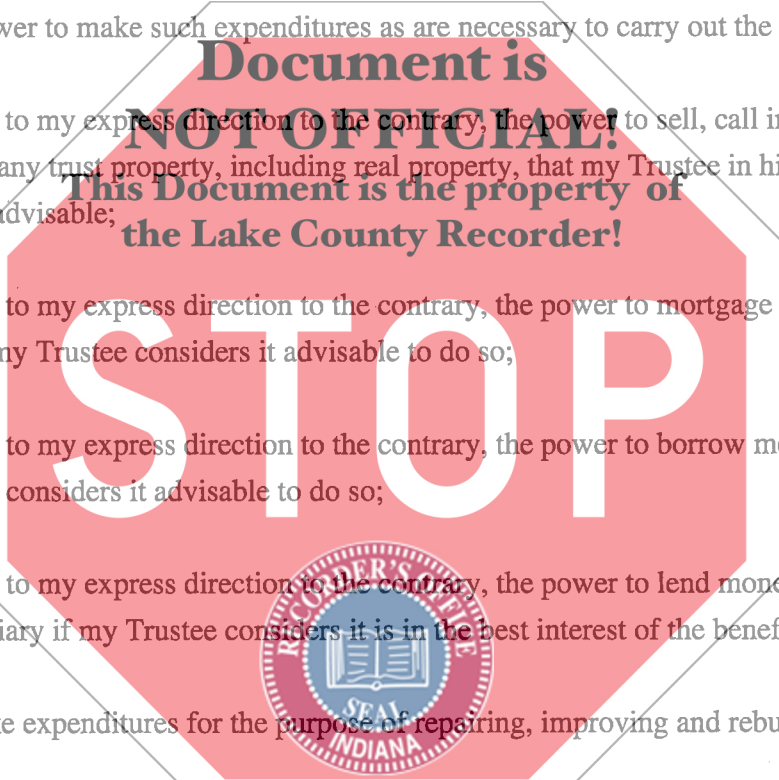 wer to make such expenditures as are necessary to carry out the
Document is
to my express direction to the contrary, the power to sell, call in
NOT OFFICIAL!
any trust property, including real property, that my Trustee in hi
This Document is the property of
advisable;
the Lake County Recorder!
to my express direction to the contrary, the power to mortgage
my Trustee considers it advisable to do so;
STOP
to my express direction to the contrary, the power to borrow mo
considers it advisable to do so;
to my express direction to the contrary, the power to lend mone
iary if my Trustee considers it is in the best interest of the benef
RECORDER'S OFFICE
SEAL
INDIANA
ke expenditures for the purpose of repairing, improving and rebu